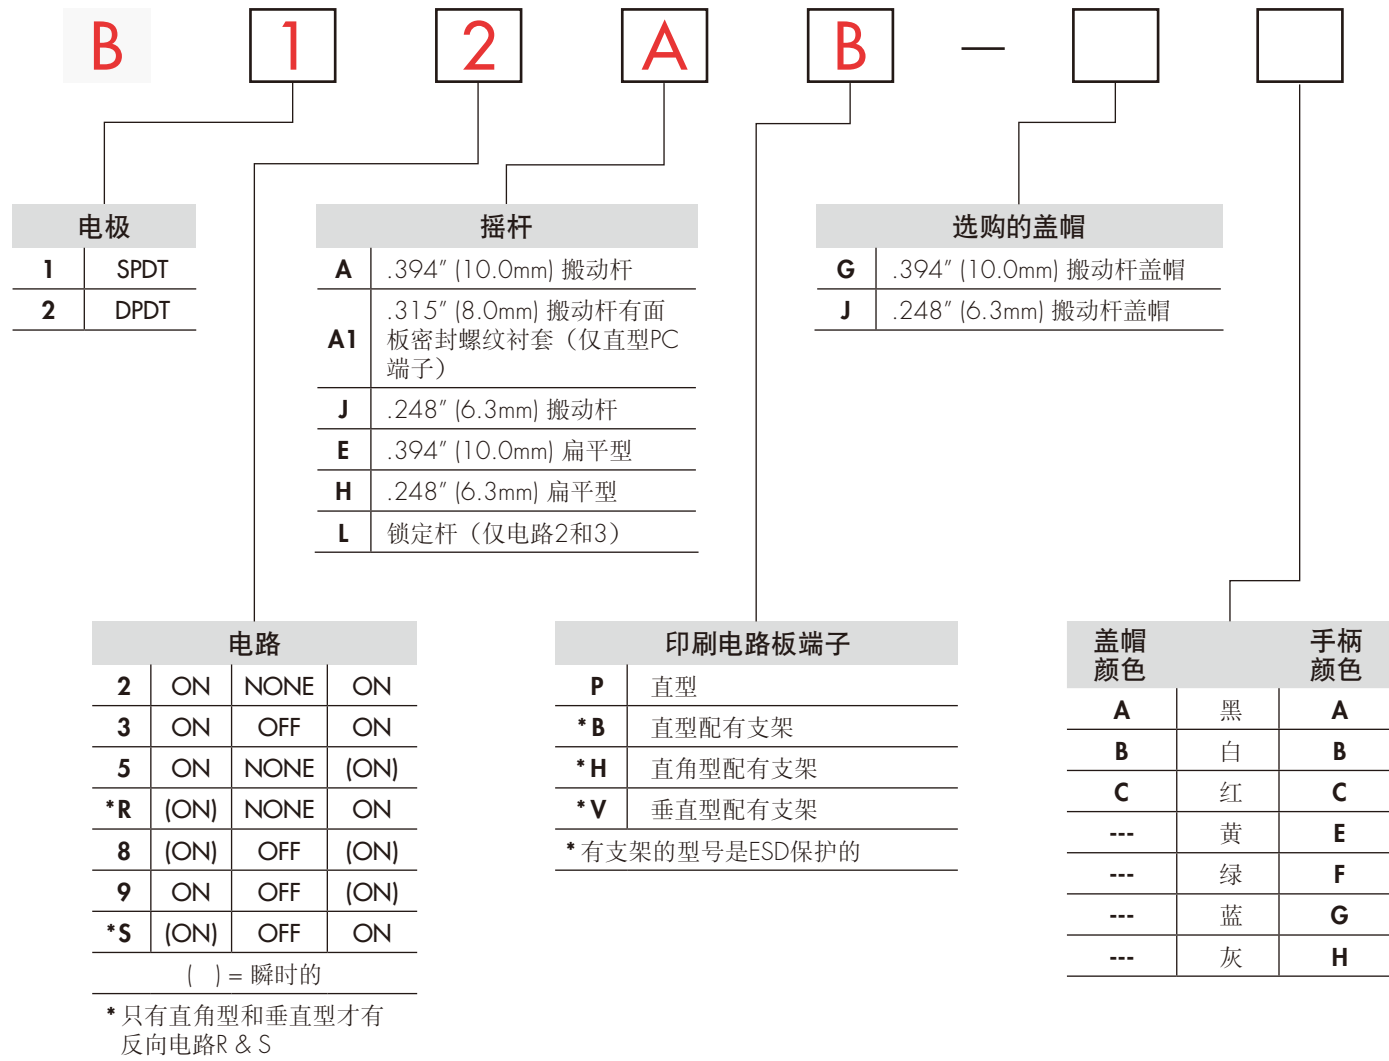 B 1 2 A B —
电极
1 SPDT
2 DPDT
摇杆
A .394" (10.0mm) 搬动杆
A1 .315" (8.0mm) 搬动杆有面
板密封螺纹衬套（仅直型PC
端子）
J .248" (6.3mm) 搬动杆
E .394" (10.0mm) 扁平型
H .248" (6.3mm) 扁平型
L 锁定杆（仅电路2和3）
选购的盖帽
G .394" (10.0mm) 搬动杆盖帽
J .248" (6.3mm) 搬动杆盖帽
电路
2 ON NONE ON
3 ON OFF ON
5 ON NONE (ON)
*R (ON) NONE ON
8 (ON) OFF (ON)
9 ON OFF (ON)
*S (ON) OFF ON
( ) = 瞬时的
* 只有直角型和垂直型才有
反向电路R & S
印刷电路板端子
P 直型
*B 直型配有支架
*H 直角型配有支架
*V 垂直型配有支架
* 有支架的型号是ESD保护的
盖帽 手柄
颜色 颜色
A 黑 A
B 白 B
C 红 C
--- 黄 E
--- 绿 F
--- 蓝 G
--- 灰 H